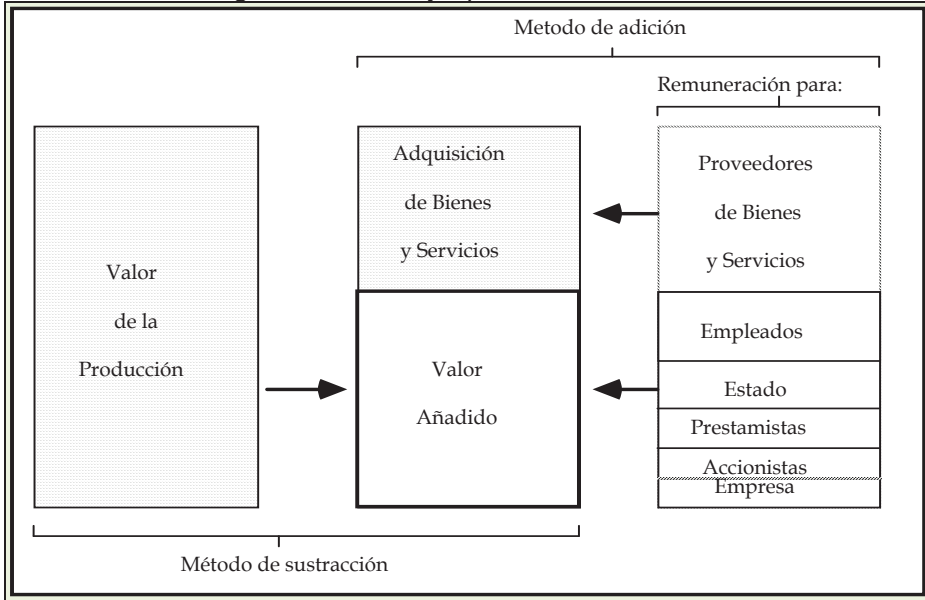 Metodo de adición
Remuneración para:
Adquisición
de Bienes
y Servicios
Proveedores
de Bienes
y Servicios
Valor
de la
Producción
Valor
Añadido
Empleados
Estado
Prestamistas
Accionistas
Empresa
Método de sustracción